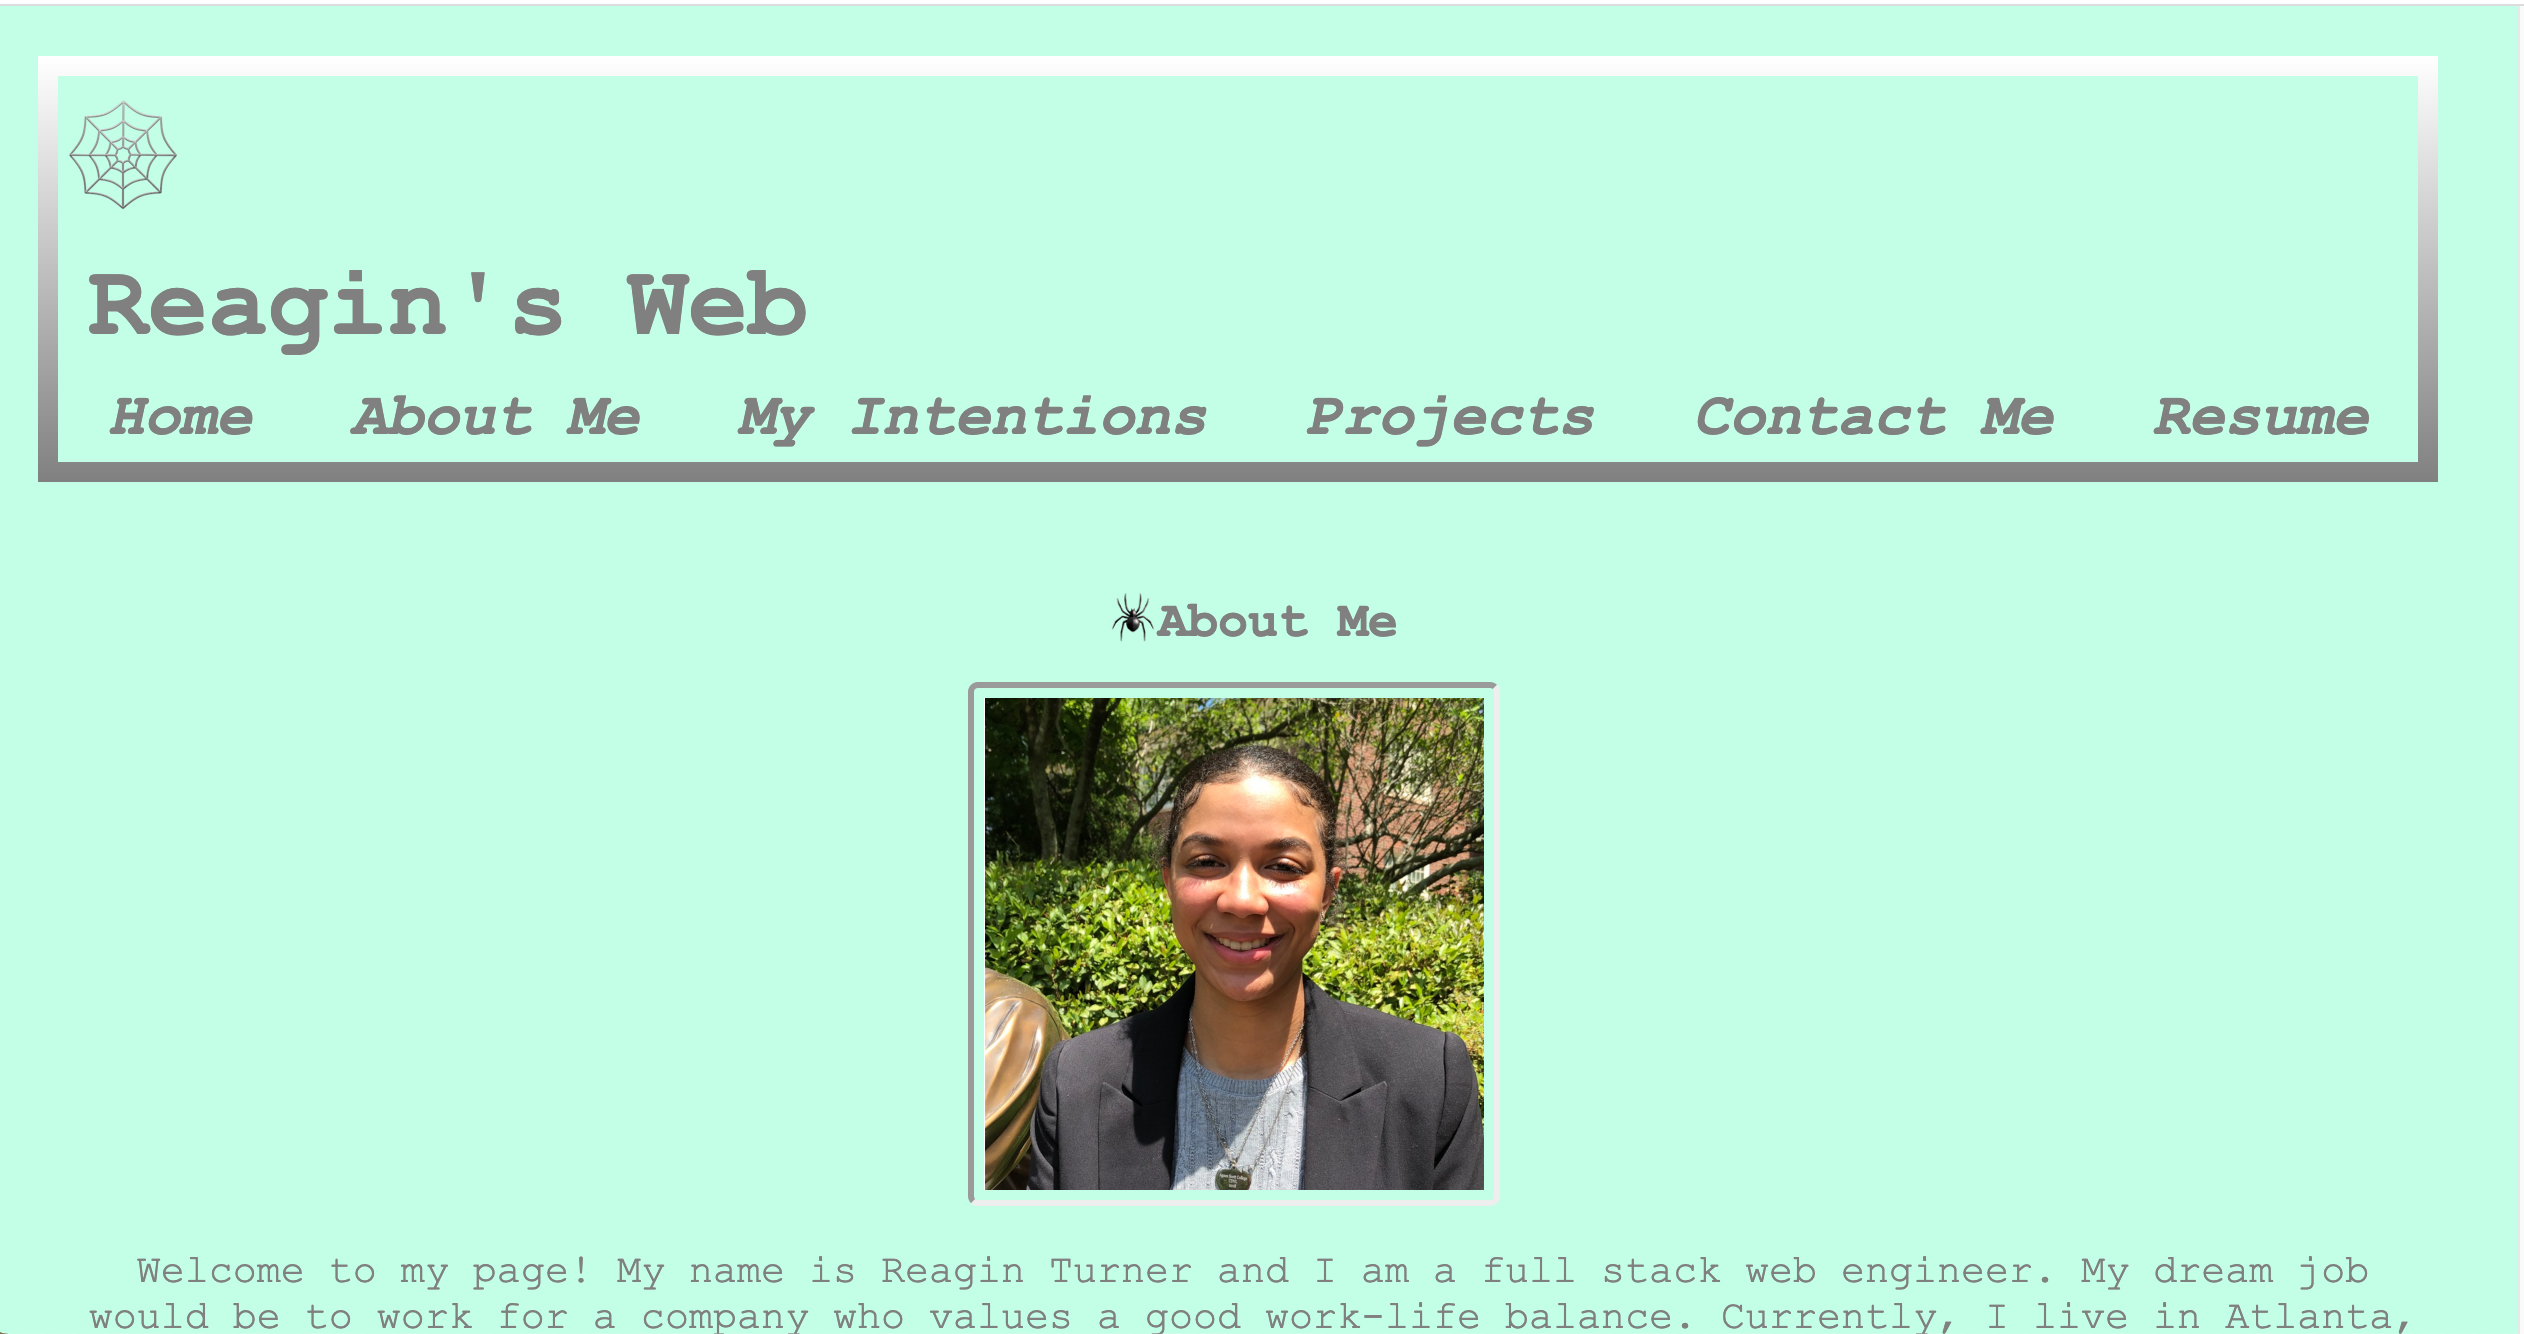 Reagin's Web
Home About Me My Intentions Projects Contact Me Resume
About Me
Welcome to my page! My name is Reagin Turner and I am a full stack web engineer. My dream job
would be to work for a company who values a good work-life balance. Currently, I live in Atlanta,